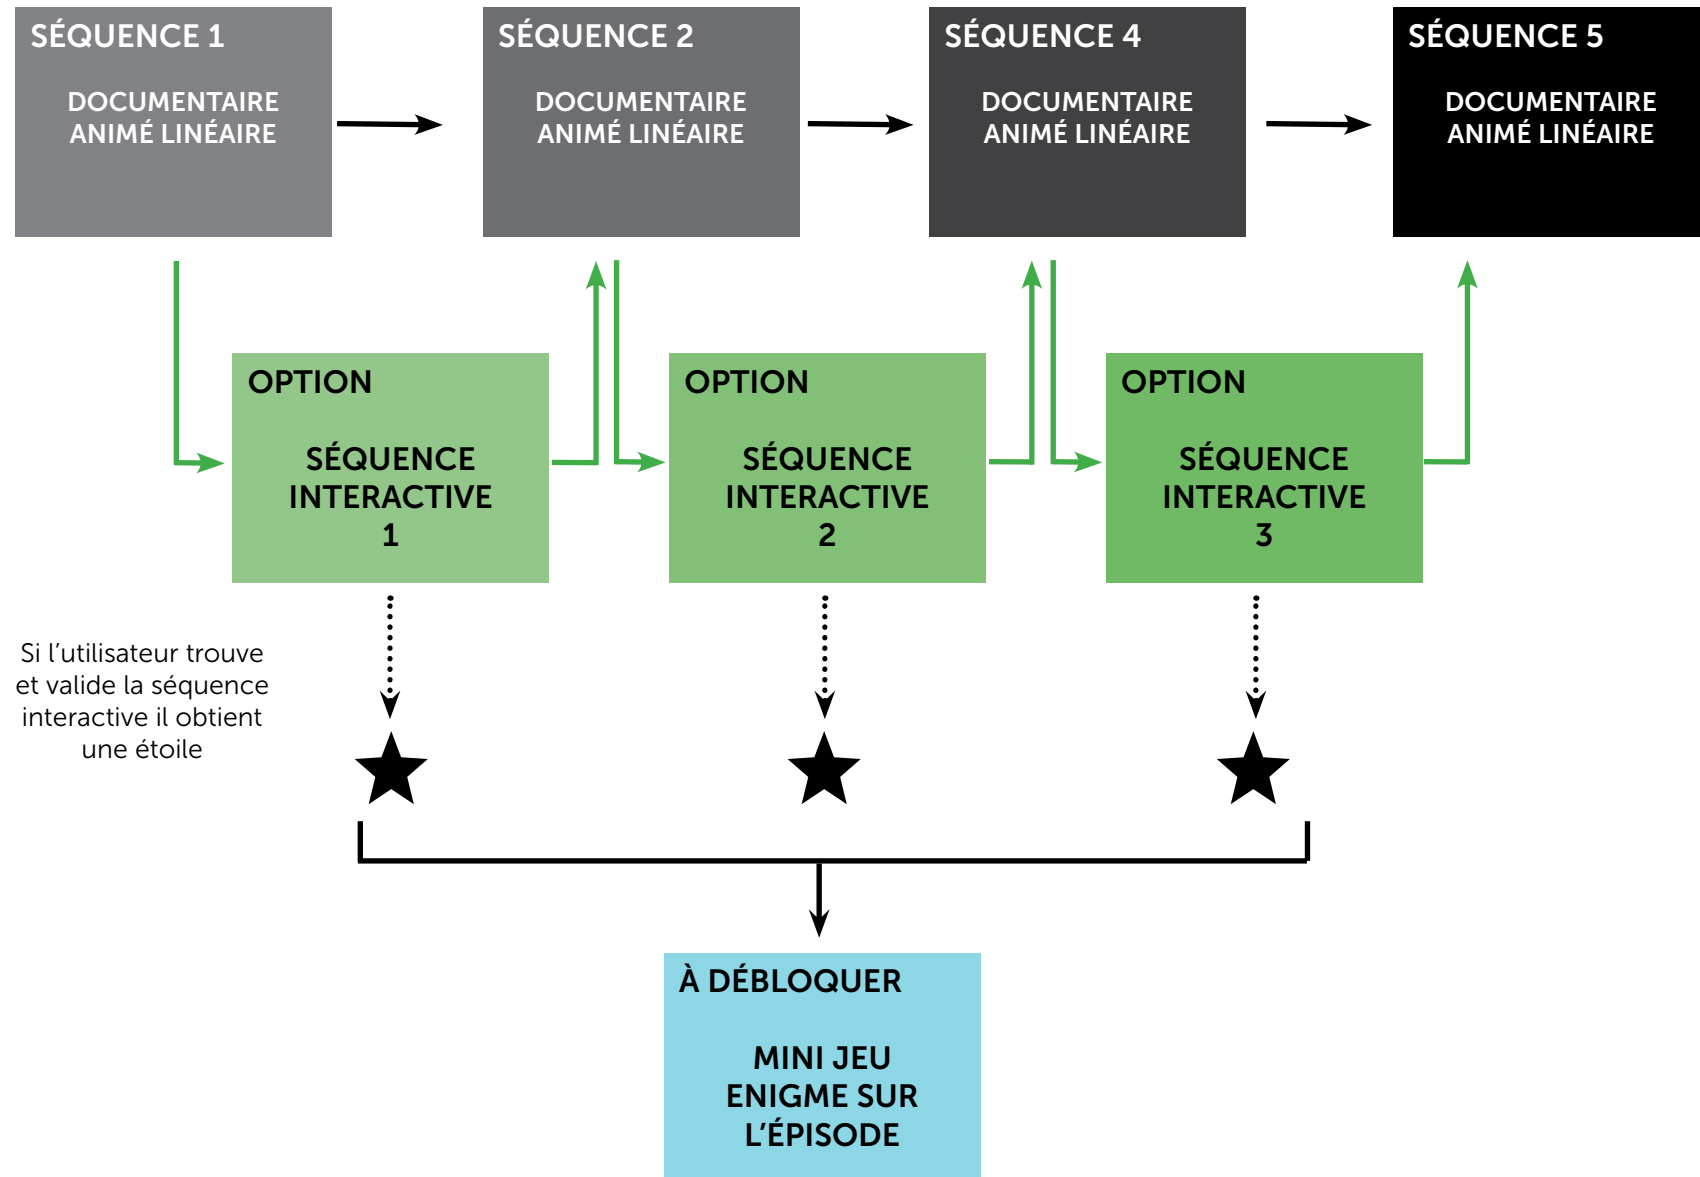 SÉQUENCE 1
DOCUMENTAIRE
ANIMÉ LINÉAIRE
SÉQUENCE 2
DOCUMENTAIRE
ANIMÉ LINÉAIRE
SÉQUENCE 4
DOCUMENTAIRE
ANIMÉ LINÉAIRE
SÉQUENCE 5
DOCUMENTAIRE
ANIMÉ LINÉAIRE
OPTION
SÉQUENCE
INTERACTIVE
1
OPTION
SÉQUENCE
INTERACTIVE
2
OPTION
SÉQUENCE
INTERACTIVE
3
Si l'utilisateur trouve
et valide la séquence
interactive il obtient
une étoile
À DÉBLOQUER
MINI JEU
ENIGME SUR
L'ÉPISODE